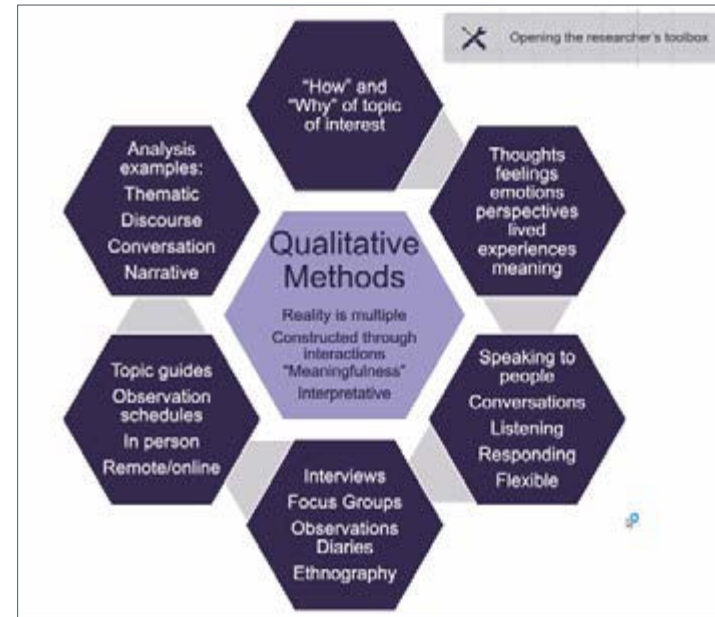 Opening the researcher's toolbox
"How" and
"Why" of topic
of interest
Thoughts
feelings
emotions
perspectives
lived
experiences
meaning
Speaking to
people
Conversations
Listening
Responding
Flexible
Interviews
Focus Groups
Observations
Diaries
Ethnography
Topic guides
Observation
schedules
In person
Remote/online
Analysis
examples:
Thematic
Discourse
Conversation
Narrative
Qualitative
Methods
Reality is multiple
Constructed through
interactions
"Meaningfulness"
Interpretative